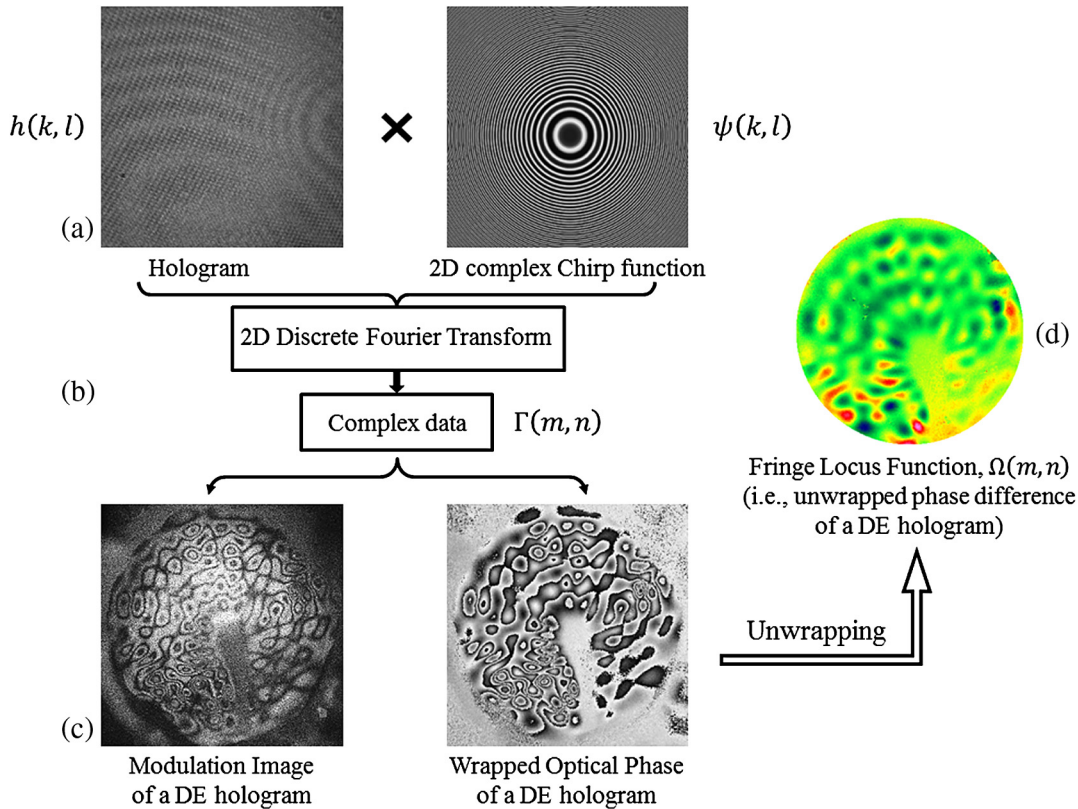 h(k, l)
×
ψ(k, l)
(a)
Hologram
2D complex Chirp function
2D Discrete Fourier Transform
(b)
Complex data
Γ(m, n)
(d)
Fringe Locus Function, Ω(m, n)
(i.e., unwrapped phase difference
of a DE hologram)
Unwrapping
(c)
Modulation Image
of a DE hologram
Wrapped Optical Phase
of a DE hologram